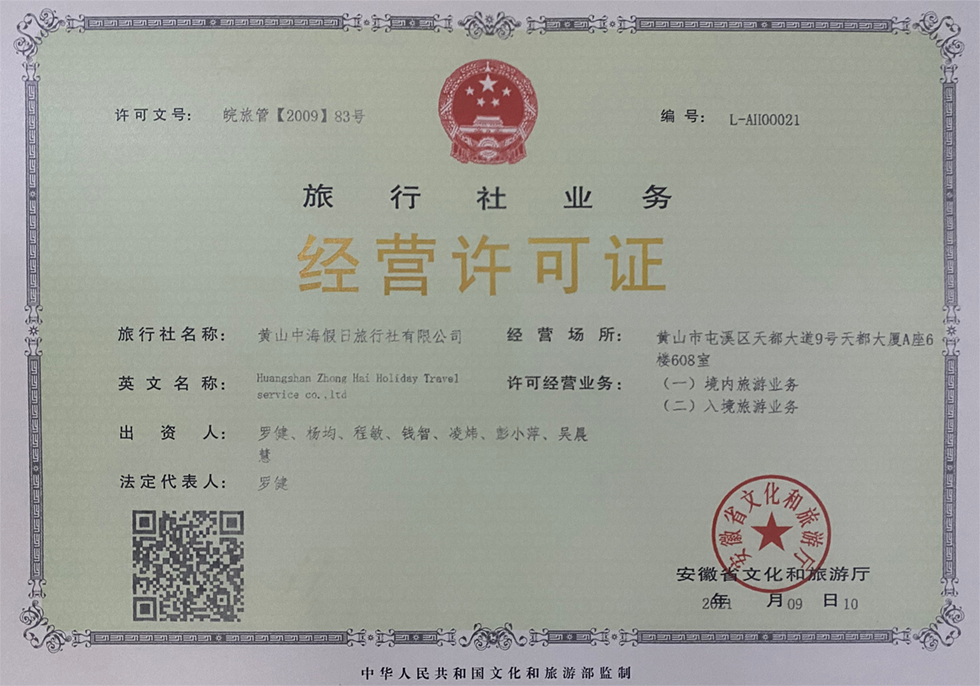 许可文号： 皖旅管【2009】83号
编号： L-AH00021
旅行社业务
经营许可证
旅行社名称： 黄山中海假日旅行社有限公司
英文名称： Huangshan Zhong Hai Holiday Travel
service co.,ltd
出资人： 罗健、杨均、程敏、钱智、凌炜、彭小萍、吴晨
慧
法定代表人： 罗健
经营场所： 黄山市屯溪区天都大道9号天都大厦A座6
楼608室
许可经营业务： （一）境内旅游业务
（二）入境旅游业务
安徽省文化和旅游厅
安徽省文化和旅游厅
2021年 月09 日10
中华人民共和国文化和旅游部监制